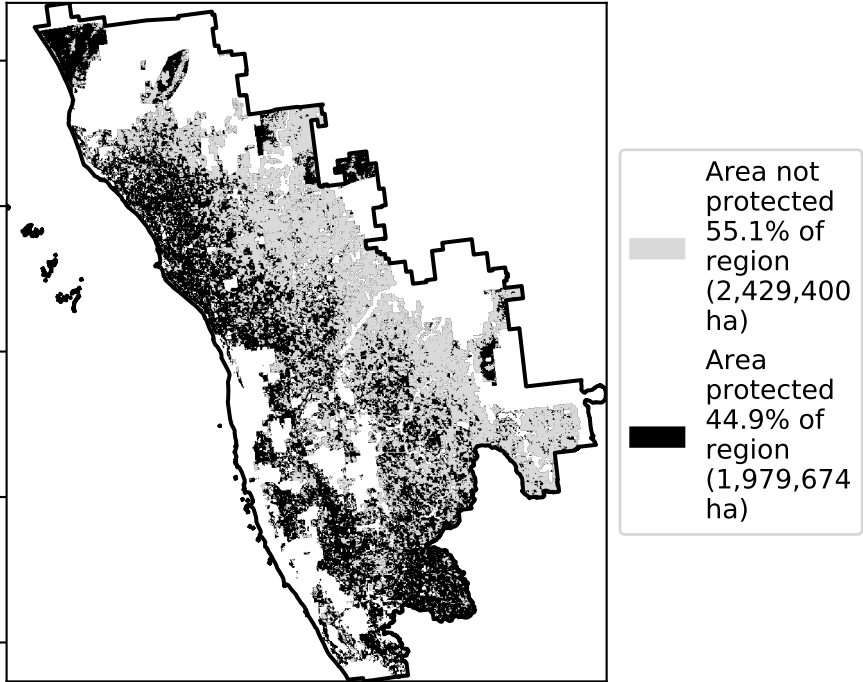 Area not
protected
55.1% of
region
(2,429,400
ha)
Area
protected
44.9% of
region
(1,979,674
ha)